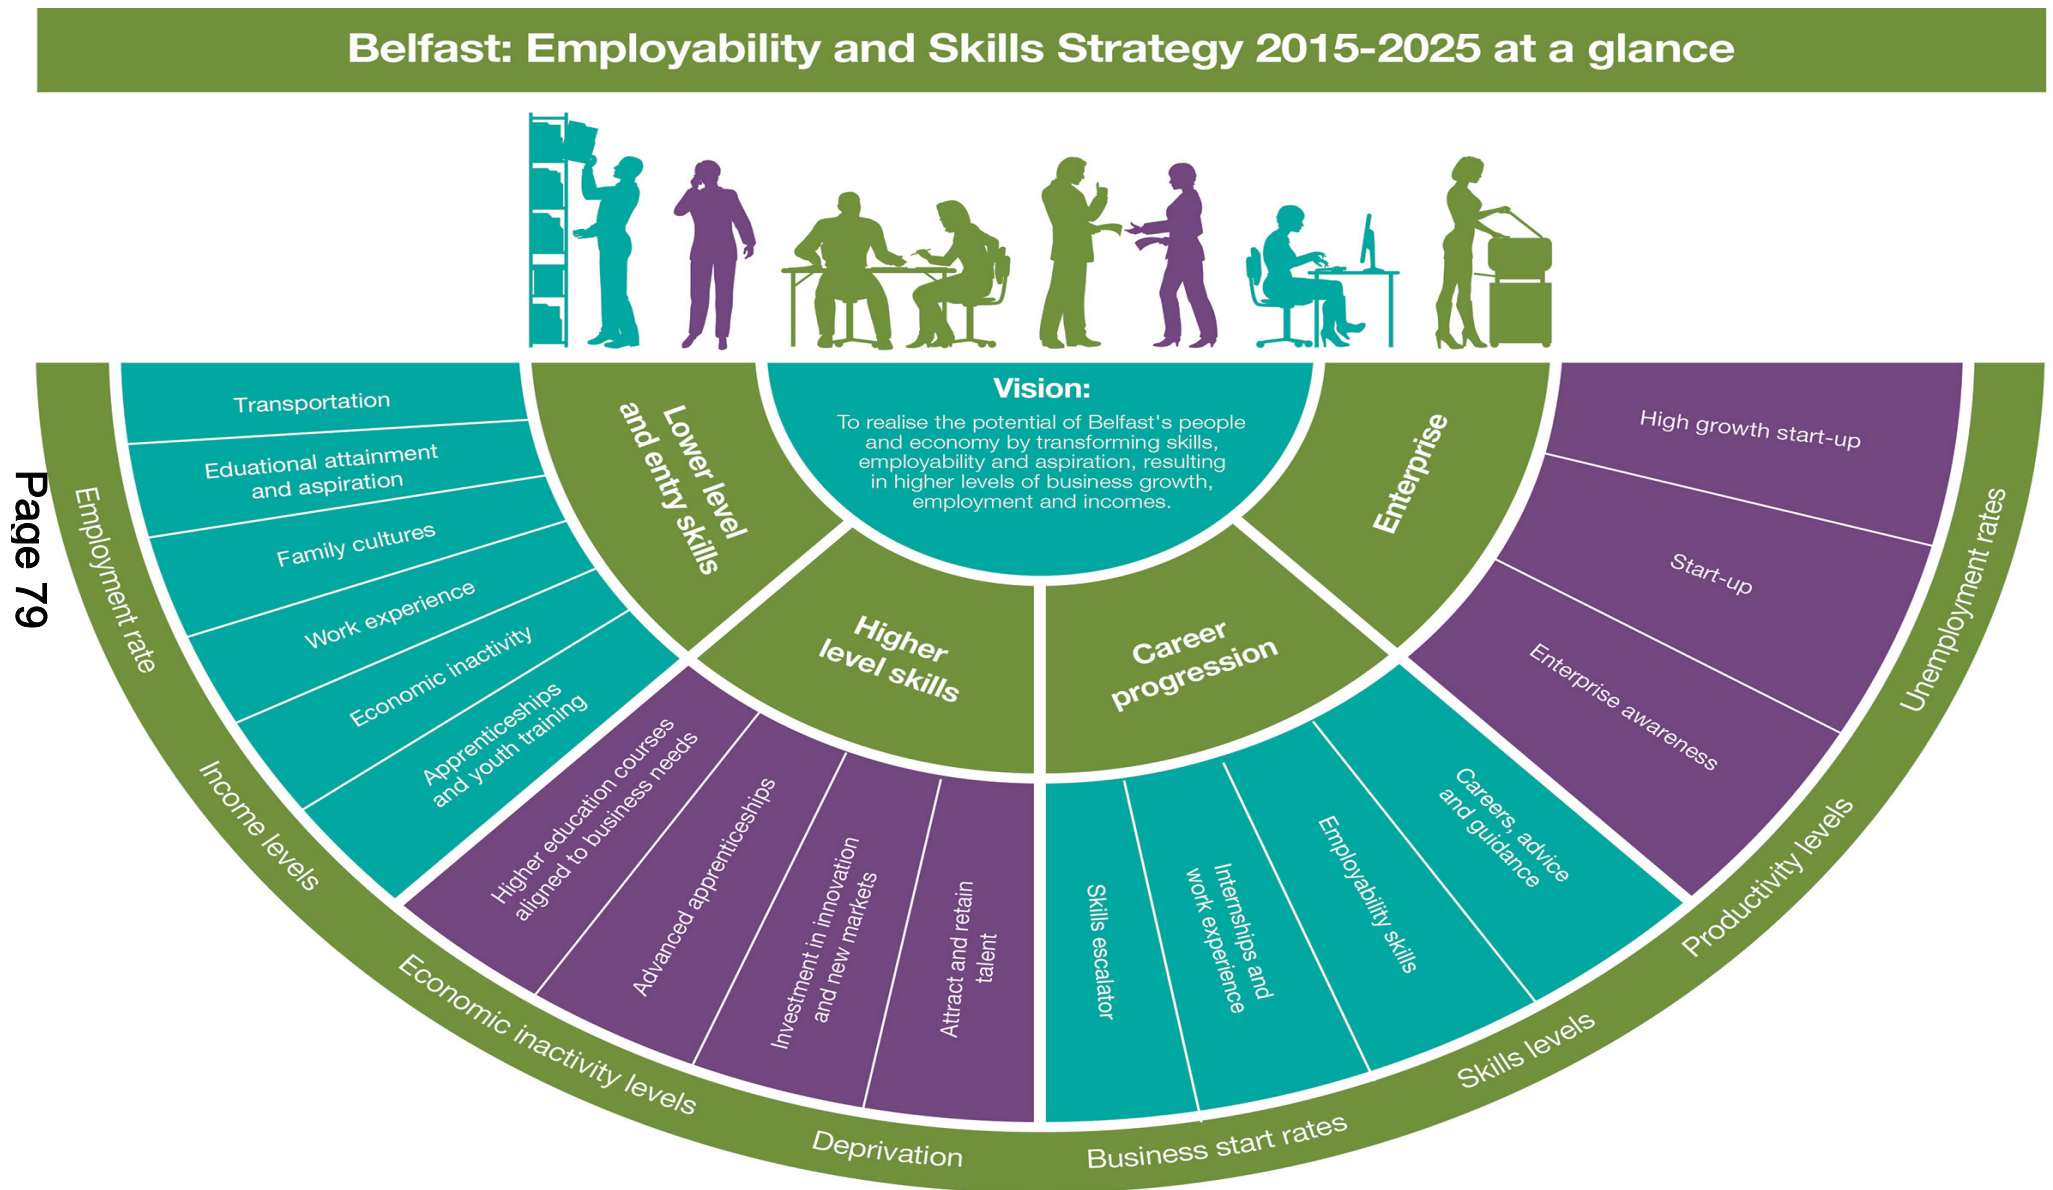 Belfast: Employability and Skills Strategy 2015-2025 at a glance
Vision:
To realise the potential of Belfast's people
and economy by transforming skills,
employability and aspiration, resulting
in higher levels of business growth,
employment and incomes.
Lower level
and entry skills
Higher
level skills
Career
progression
Enterprise
Transportation
Eduational attainment
and aspiration
Family cultures
Work experience
Economic inactivity
Apprenticeships
and youth training
Higher education courses
aligned to business needs
Advanced apprenticeships
Investment in innovation
and new markets
Attract and retain
talent
Skills escalator
Internships and
work experience
Employability skills
Careers, advice
and guidance
Enterprise awareness
Start-up
High growth start-up
Employment rate
Income levels
Economic inactivity levels
Deprivation
Business start rates
Skills levels
Productivity levels
Unemployment rates
Page 79